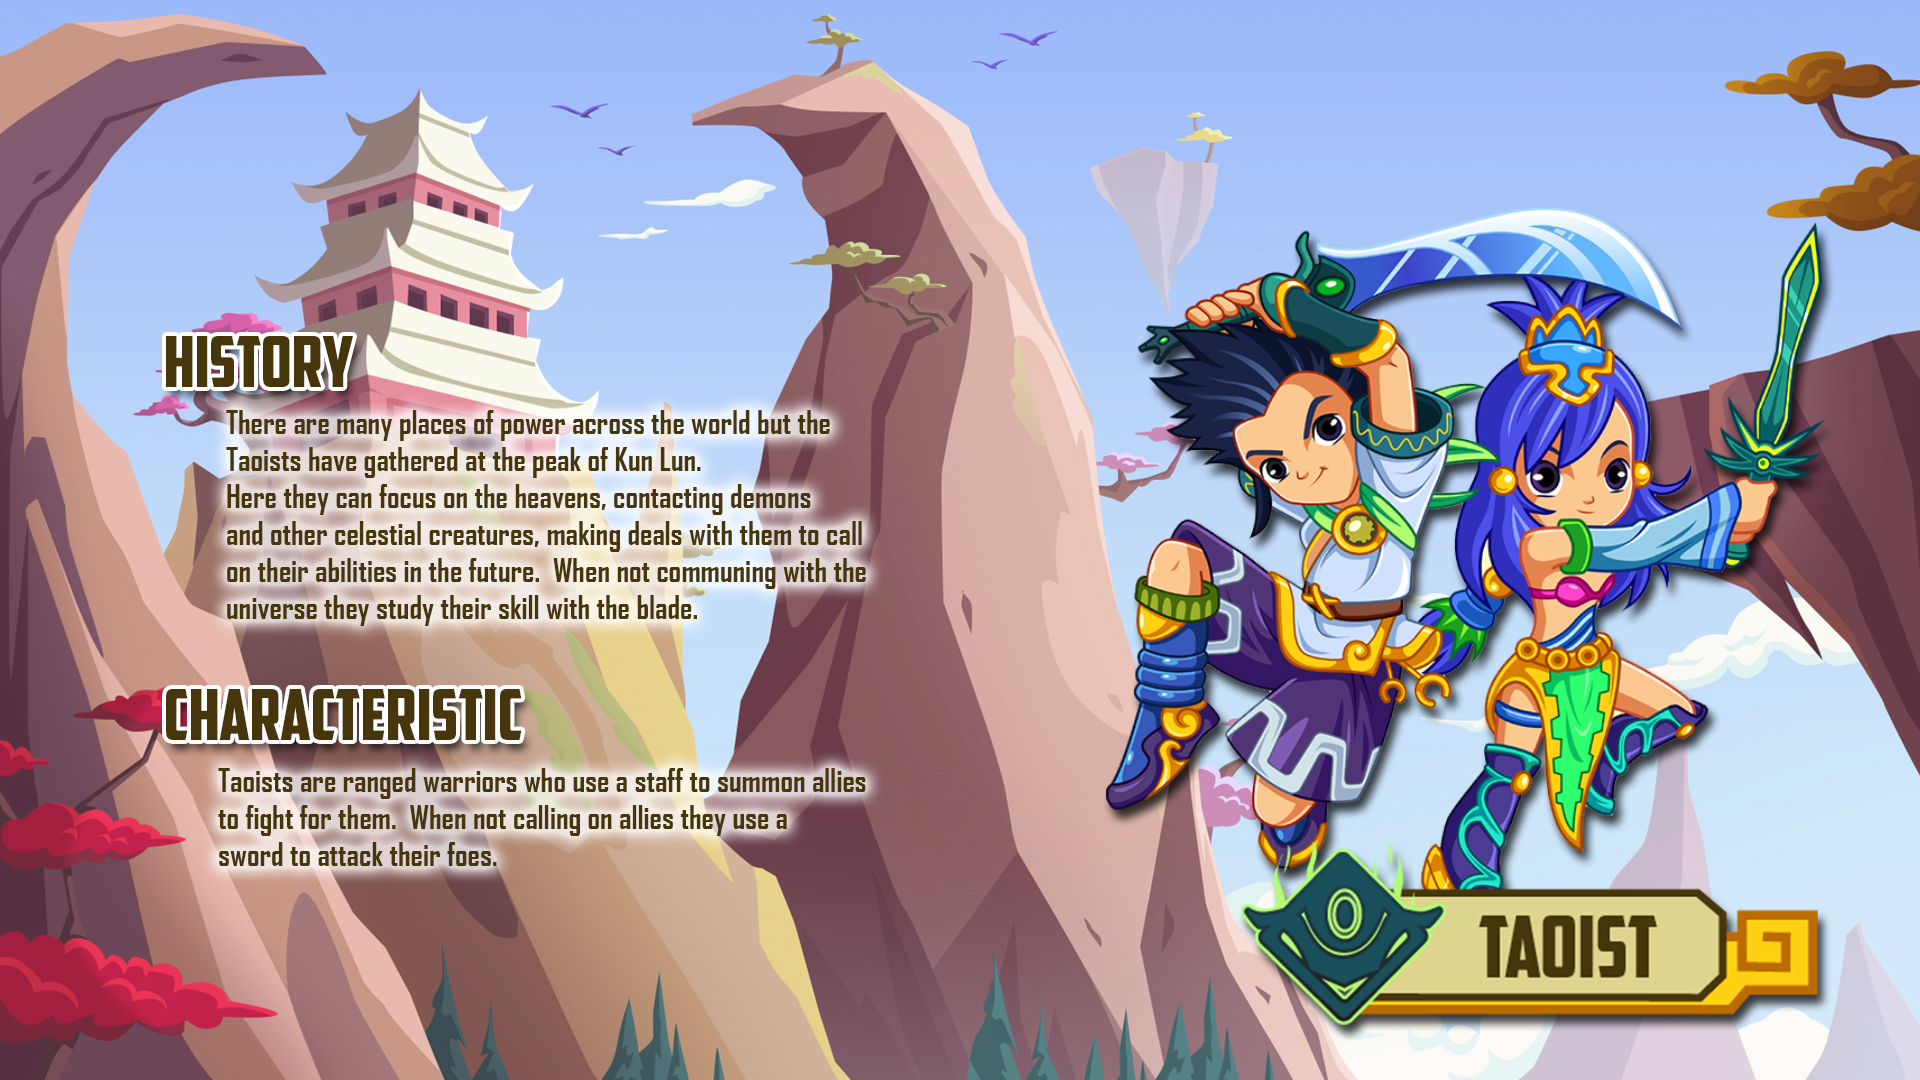 HISTORY
There are many places of power across the world but the
Taoists have gathered at the peak of Kun Lun.
Here they can focus on the heavens, contacting demons
and other celestial creatures, making deals with them to call
on their abilities in the future.  When not communing with the
universe they study their skill with the blade.
CHARACTERISTIC
Taoists are ranged warriors who use a staff to summon allies
to fight for them.  When not calling on allies they use a
sword to attack their foes.
TAOIST